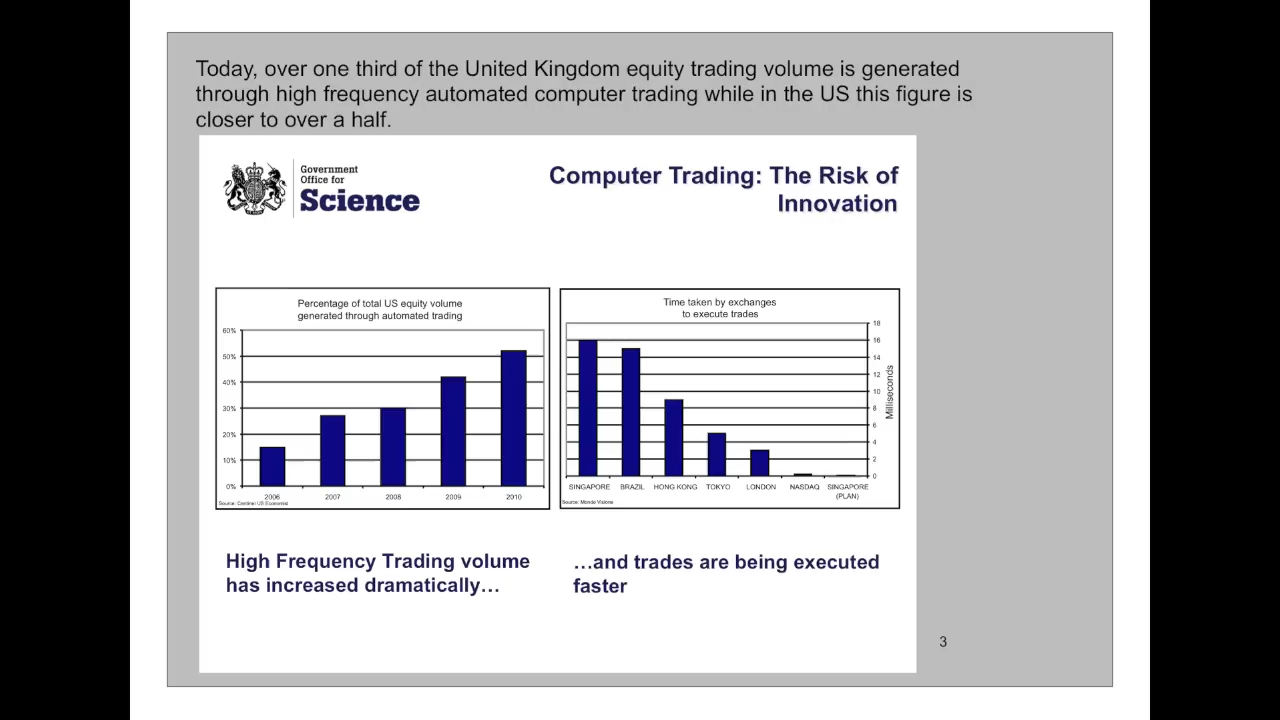 Today, over one third of the United Kingdom equity trading volume is generated
through high frequency automated computer trading while in the US this figure is
closer to over a half.
Government
Office for
Science
Computer Trading: The Risk of
Innovation
Percentage of total US equity volume
generated through automated trading
60%
50%
40%
30%
20%
10%
0%
2006 2007 2008 2009 2010
Source: Centinel US Economist
Time taken by exchanges
to execute trades
18
16
14
12
10
8
6
4
2
0
Milliseconds
SINGAPORE BRAZIL HONG KONG TOKYO LONDON NASDAQ SINGAPORE
(PLAN)
Source: Mondo Visione
High Frequency Trading volume
has increased dramatically…
…and trades are being executed
faster
3